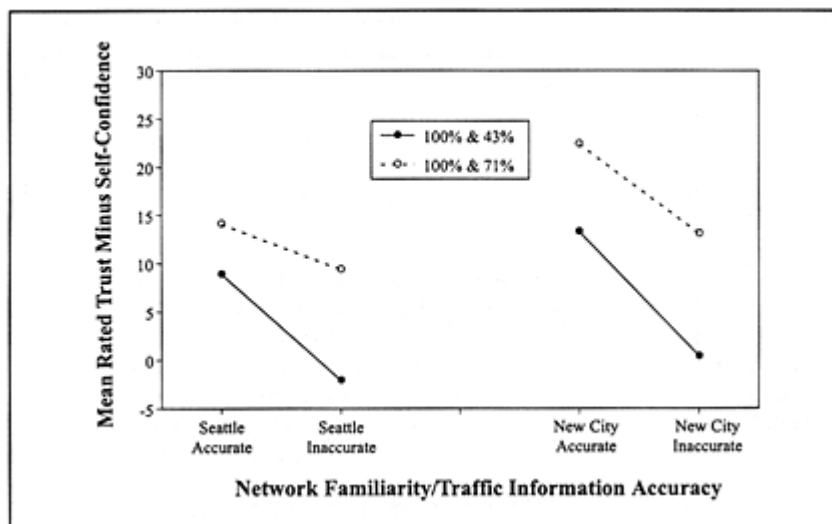 Mean Rated Trust Minus Self-Confidence
30
25
20
15
10
5
0
-5
100% & 43%
100% & 71%
Seattle
Accurate
Seattle
Inaccurate
New City
Accurate
New City
Inaccurate
Network Familiarity/Traffic Information Accuracy